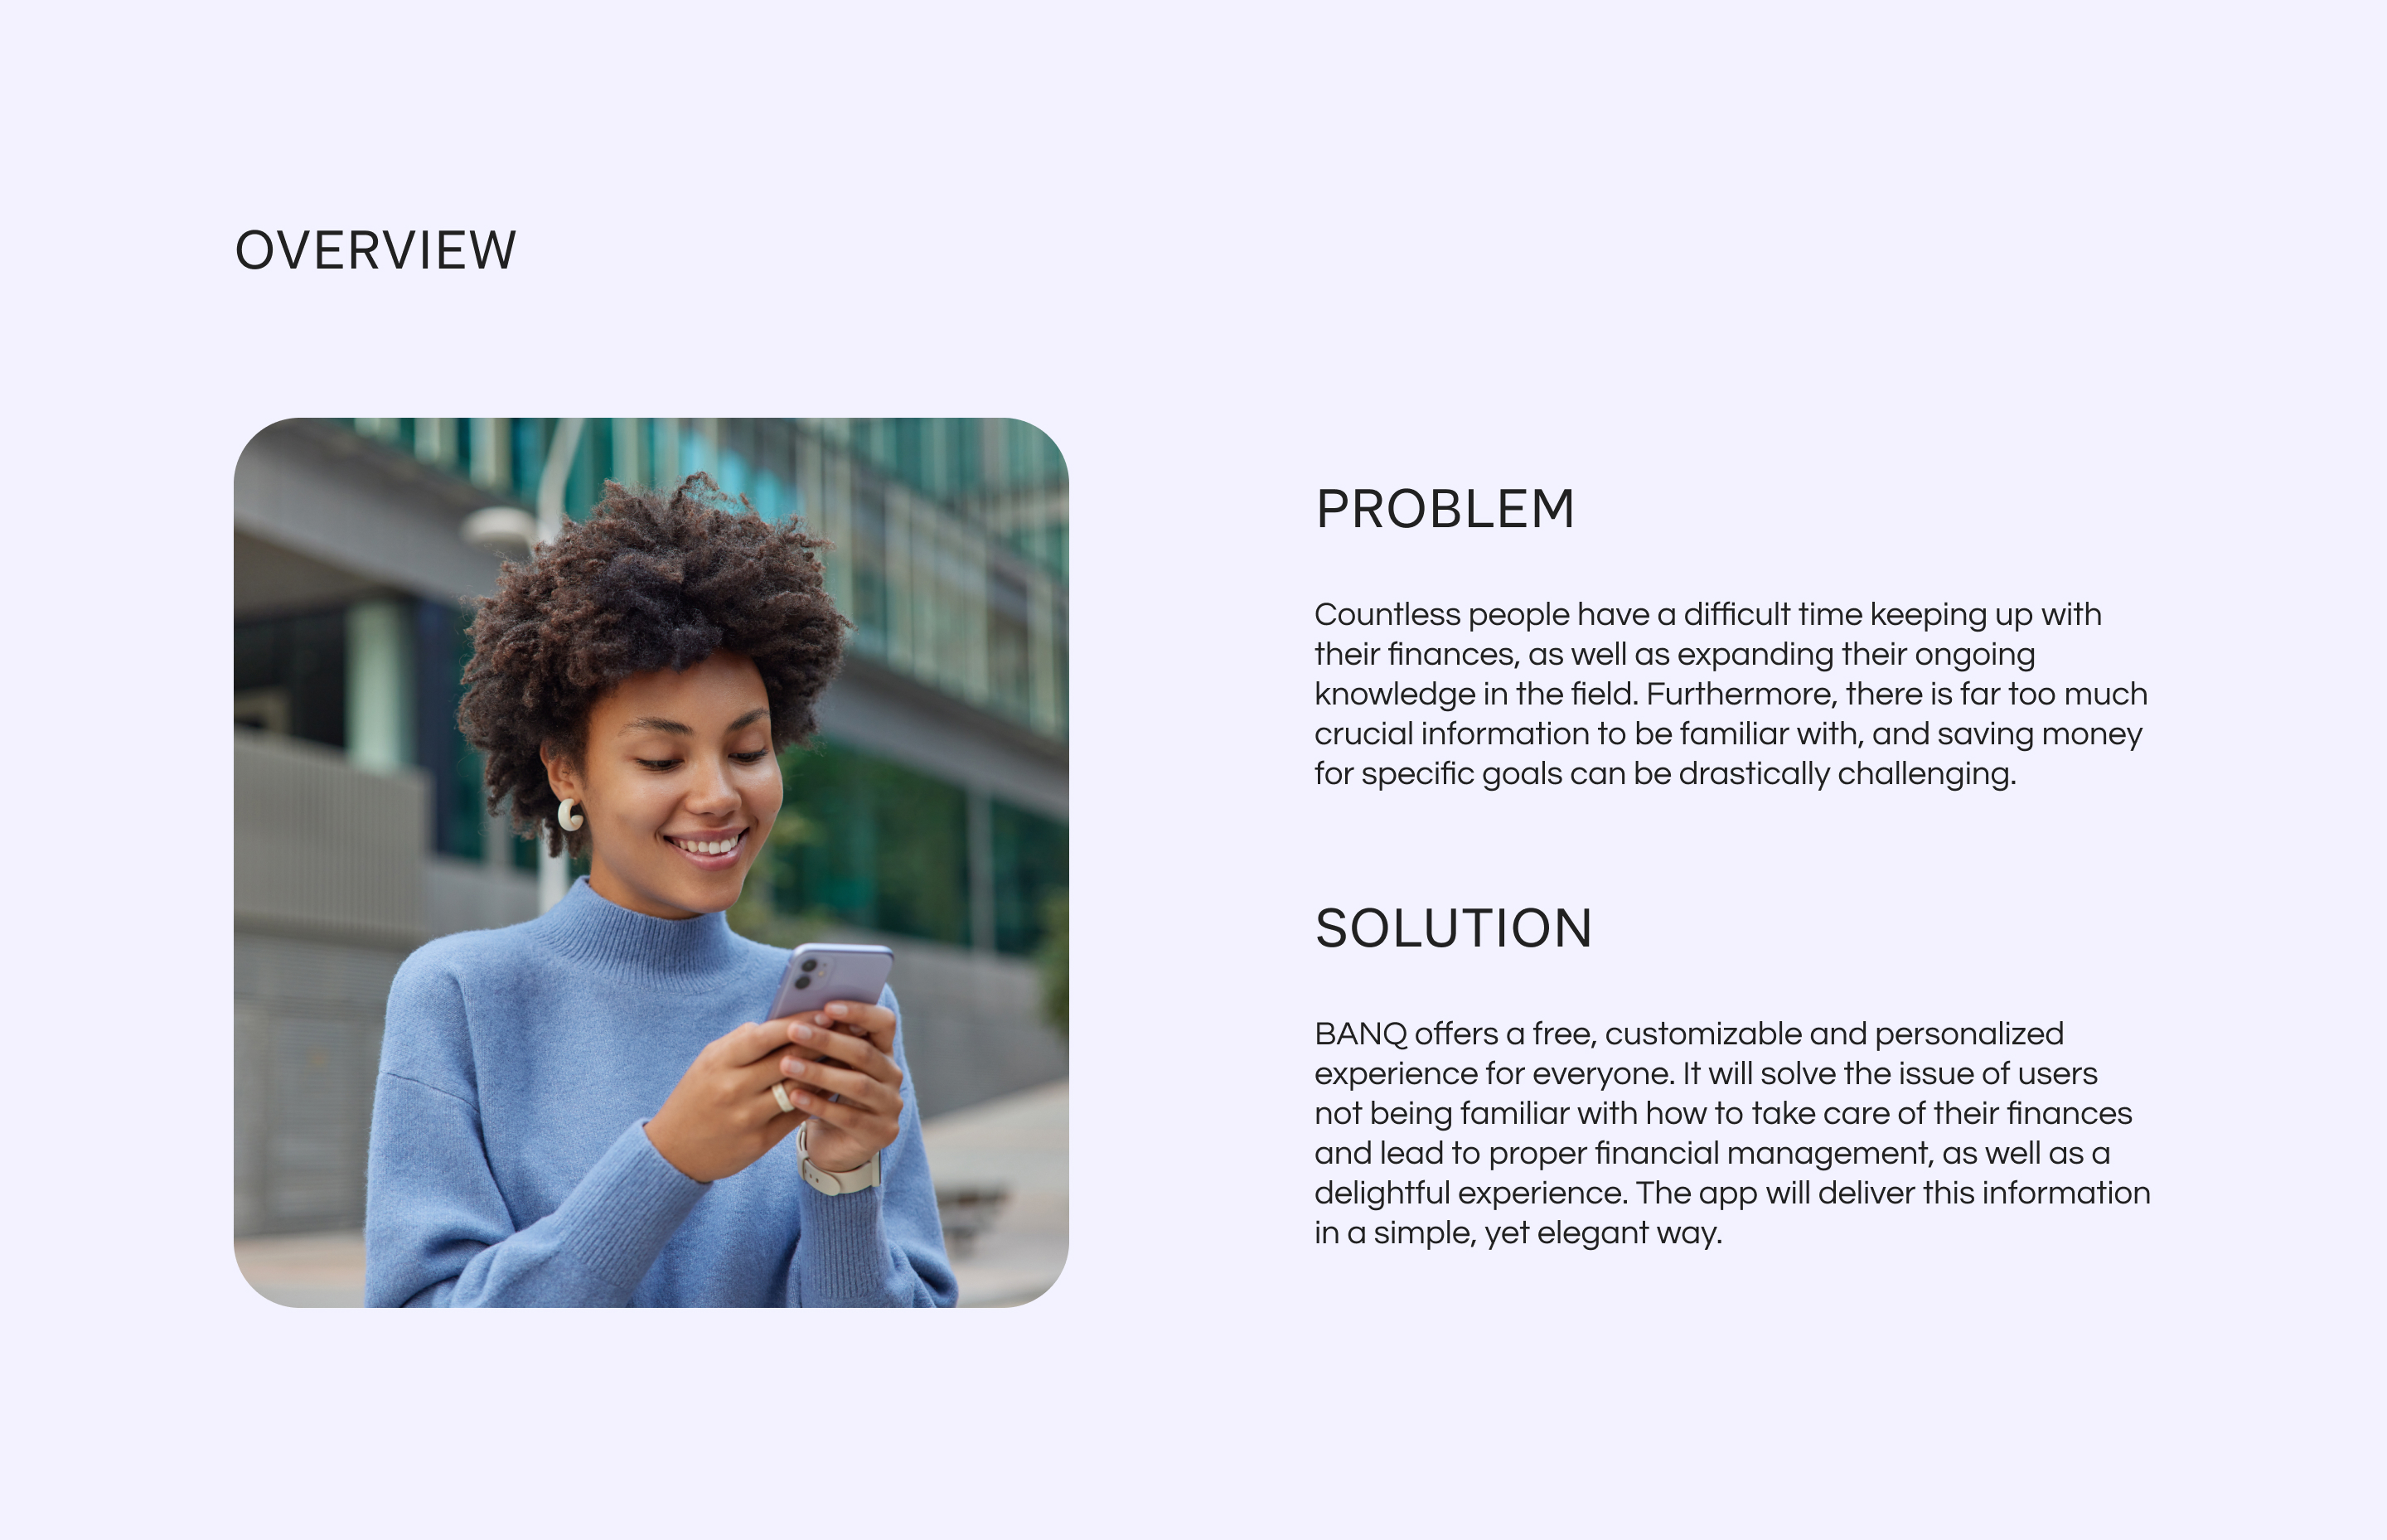 OVERVIEW
PROBLEM
Countless people have a difficult time keeping up with
their finances, as well as expanding their ongoing
knowledge in the field. Furthermore, there is far too much
crucial information to be familiar with, and saving money
for specific goals can be drastically challenging.
SOLUTION
BANQ offers a free, customizable and personalized
experience for everyone. It will solve the issue of users
not being familiar with how to take care of their finances
and lead to proper financial management, as well as a
delightful experience. The app will deliver this information
in a simple, yet elegant way.